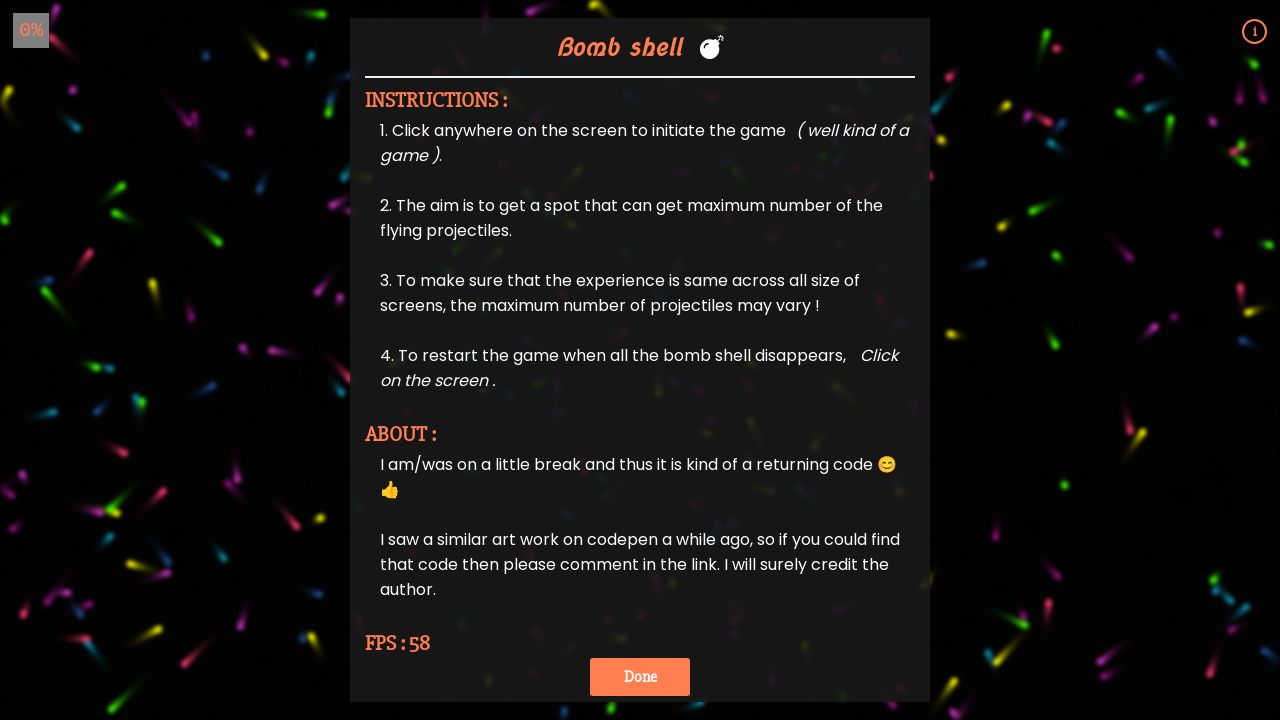 0%
i
Bomb shell 💣
INSTRUCTIONS :
1. Click anywhere on the screen to initiate the game ( well kind of a
game ).
2. The aim is to get a spot that can get maximum number of the
flying projectiles.
3. To make sure that the experience is same across all size of
screens, the maximum number of projectiles may vary !
4. To restart the game when all the bomb shell disappears, Click
on the screen .
ABOUT :
I am/was on a little break and thus it is kind of a returning code 😊
👍
I saw a similar art work on codepen a while ago, so if you could find
that code then please comment in the link. I will surely credit the
author.
FPS : 58
Done